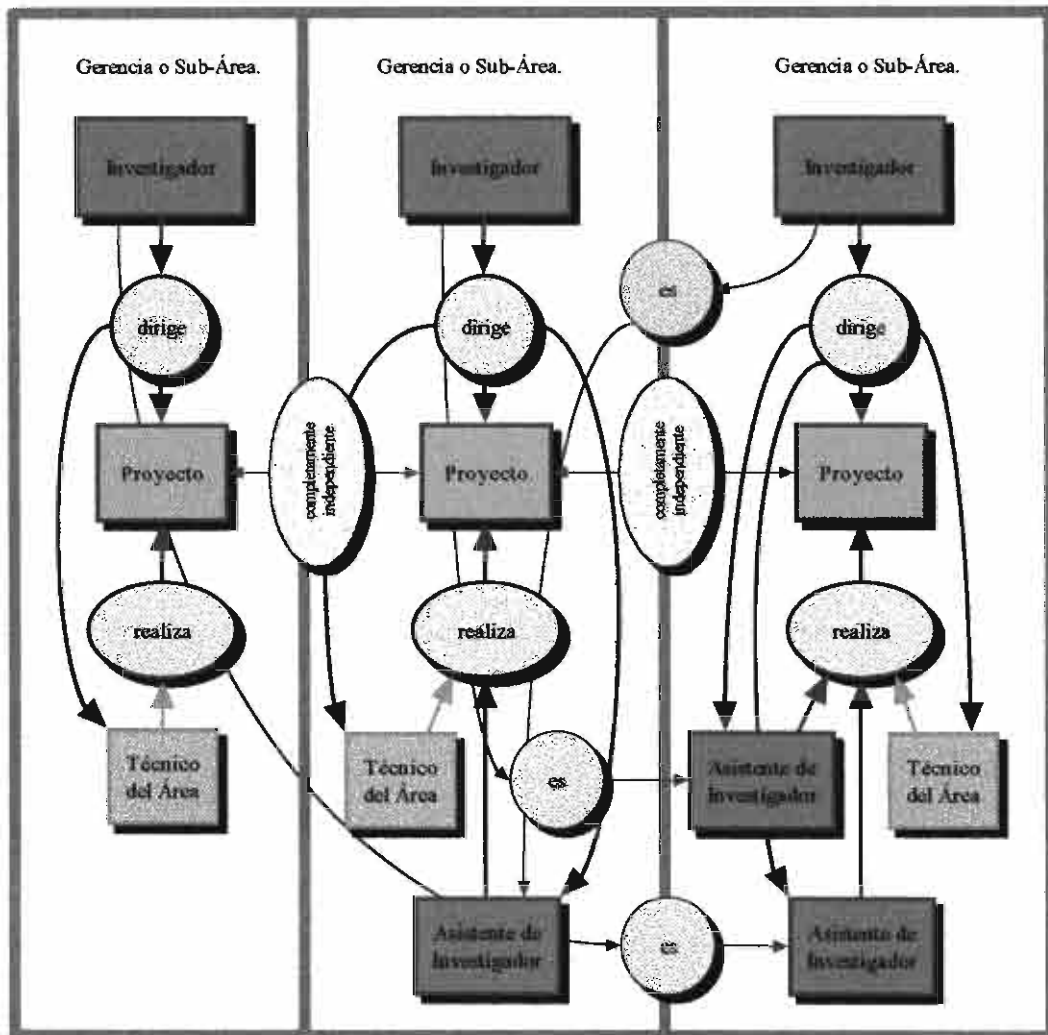 Gerencia o Sub-Área.
Gerencia o Sub-Área.
Gerencia o Sub-Área.
Investigador
Investigador
Investigador
es
dirige
dirige
dirige
completamente
independiente.
completamente
independiente
Proyecto
Proyecto
Proyecto
realiza
realiza
realiza
Técnico
del Área
Técnico
del Área
es
Asistente de
Investigador
Técnico
del Área
Asistente de
Investigador
es
Asistente de
Investigador